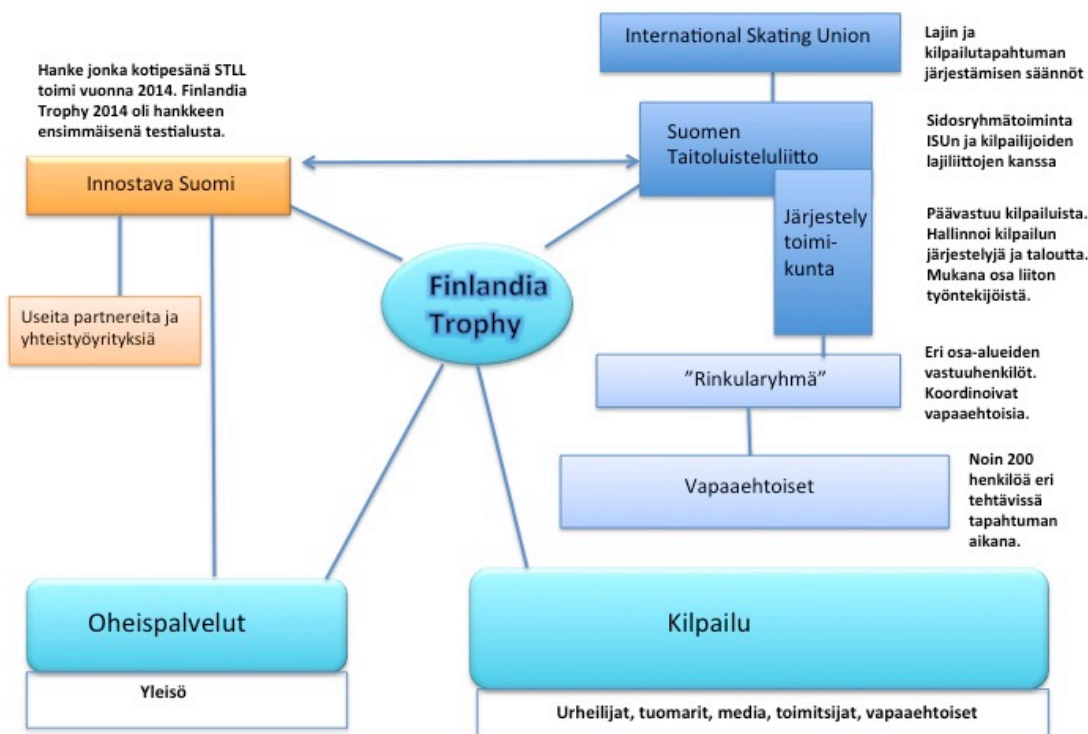 International Skating Union
Lajin ja
kilpailutapahtuman
järjestämisen säännöt
Hanke jonka kotipesänä STLL
toimi vuonna 2014. Finlandia
Trophy 2014 oli hankkeen
ensimmäisenä testialusta.
Suomen
Taitoluisteluliitto
Sidosryhmätoiminta
ISUn ja kilpailijoiden
lajiliittojen kanssa
Innostava Suomi
Järjestely
toimi-
kunta
Päävastuu kilpailuista.
Hallinnoi kilpailun
järjestelyjä ja taloutta.
Mukana osa liiton
työntekijöistä.
Finlandia
Trophy
Useita partnereita ja
yhteistyöyrityksiä
”Rinkularyhmä”
Eri osa-alueiden
vastuuhenkilöt.
Koordinoivat
vapaaehtoisia.
Vapaaehtoiset
Noin 200
henkilöä eri
tehtävissä
tapahtuman
aikana.
Oheispalvelut
Yleisö
Kilpailu
Urheilijat, tuomarit, media, toimitsijat, vapaaehtoiset